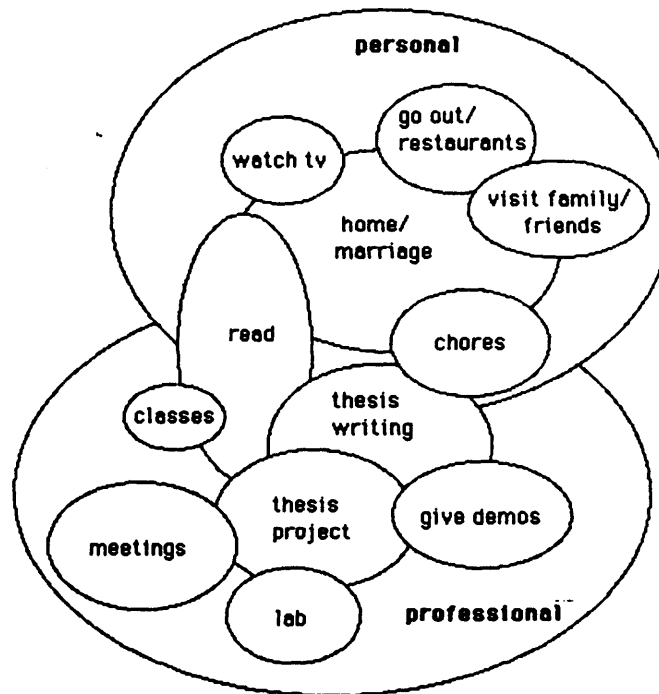 personal
go out/
restaurants
watch tv
visit family/
friends
home/
marriage
read
chores
thesis
writing
classes
thesis
project
give demos
meetings
lab
professional